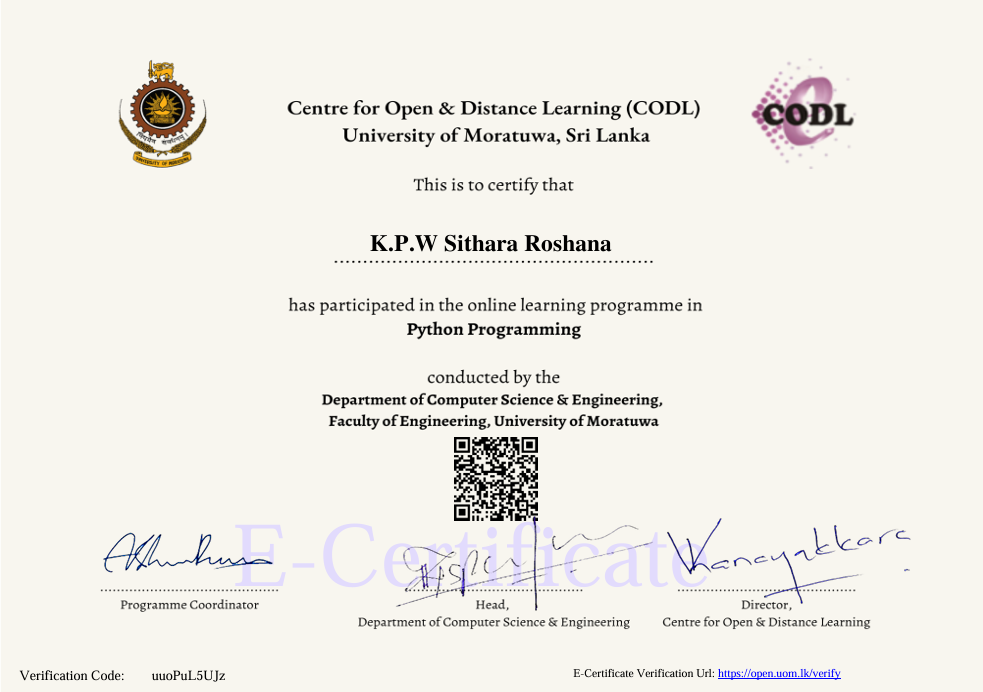 Centre for Open & Distance Learning (CODL)
University of Moratuwa, Sri Lanka
UNIVERSITY OF MORATUWA
CODL
This is to certify that
K.P.W Sithara Roshana
has participated in the online learning programme in
Python Programming
conducted by the
Department of Computer Science & Engineering,
Faculty of Engineering, University of Moratuwa
E-Certificate
Programme Coordinator
Head,
Department of Computer Science & Engineering
Director,
Centre for Open & Distance Learning
Verification Code: uuoPuL5UJz
E-Certificate Verification Url: https://open.uom.lk/verify